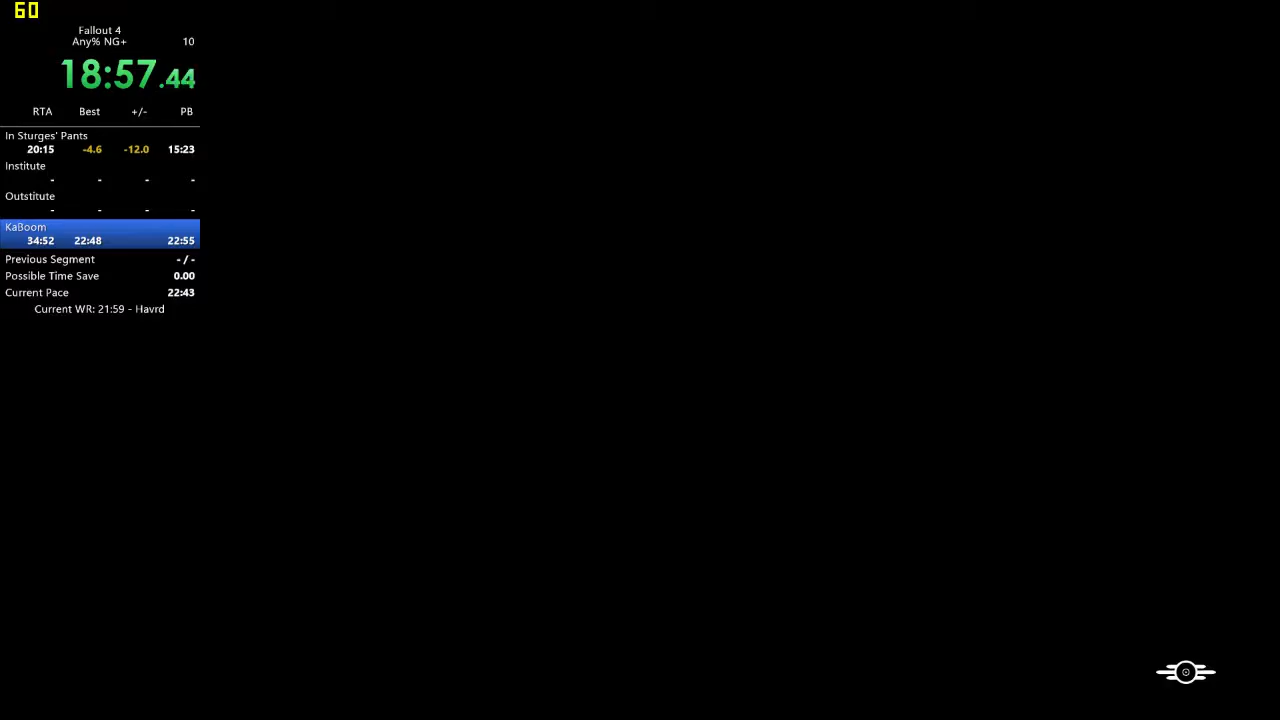 60
Fallout 4
Any% NG+ 10
18:57.44
RTA Best +/- PB
In Sturges' Pants
20:15 -4.6 -12.0 15:23
Institute
- - - -
Outstitute
- - - -
KaBoom
34:52 22:48 22:55
Previous Segment - / -
Possible Time Save 0.00
Current Pace 22:43
Current WR: 21:59 - Havrd